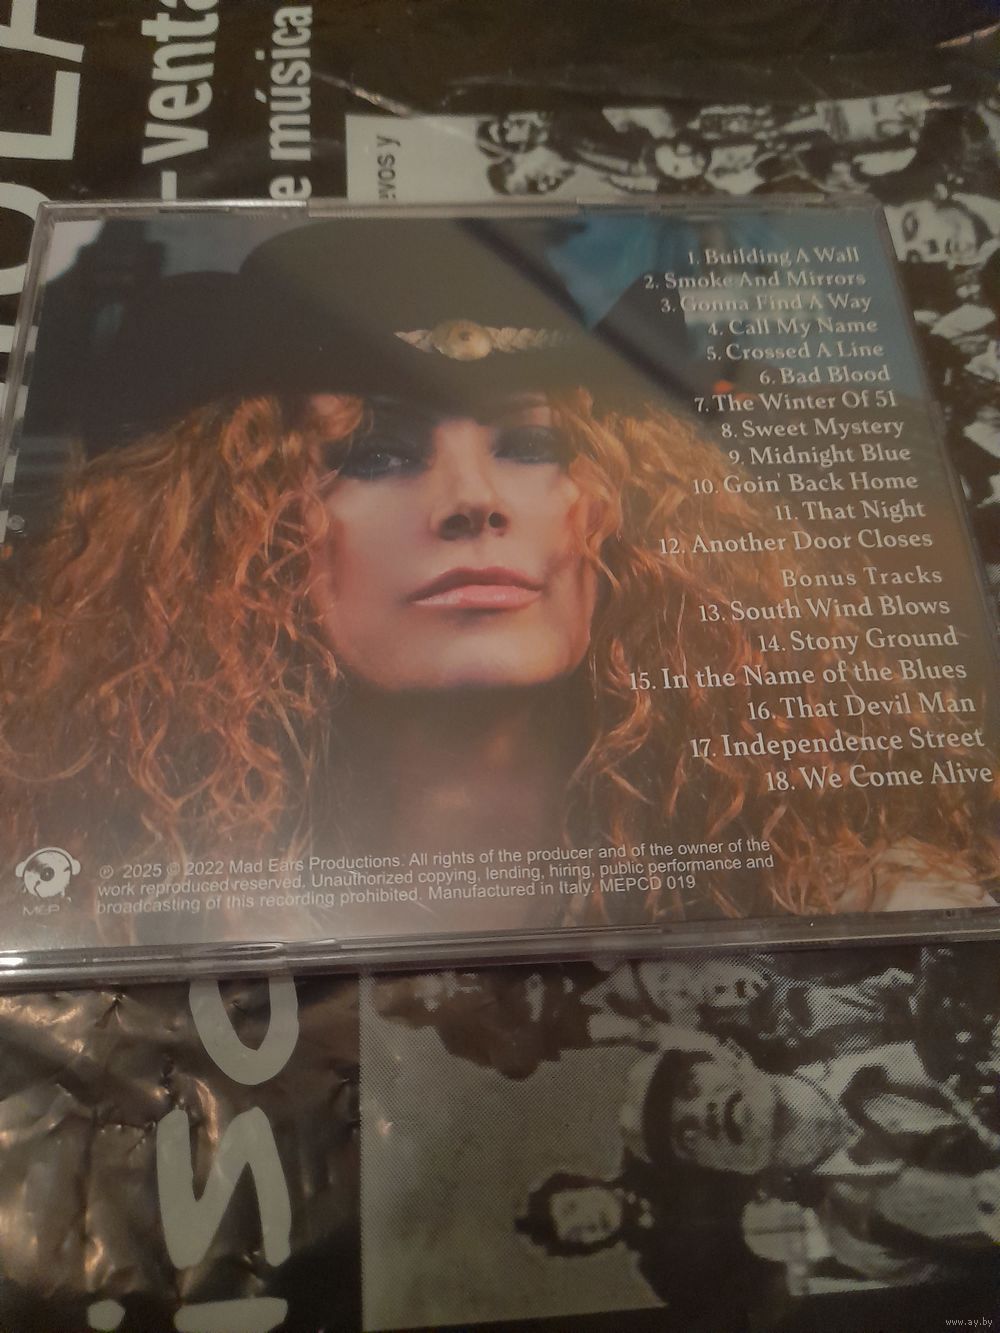 venta
e música
evos y
1. Building A Wall
2. Smoke And Mirrors
3. Gonna Find A Way
4. Call My Name
5. Crossed A Line
6. Bad Blood
7. The Winter Of 51
8. Sweet Mystery
9. Midnight Blue
10. Goin' Back Home
11. That Night
12. Another Door Closes
Bonus Tracks
13. South Wind Blows
14. Stony Ground
15. In the Name of the Blues
16. That Devil Man
17. Independence Street
18. We Come Alive
MEP
℗ 2025 © 2022 Mad Ears Productions. All rights of the producer and of the owner of the
work reproduced reserved. Unauthorized copying, lending, hiring, public performance and
broadcasting of this recording prohibited. Manufactured in Italy. MEPCD 019
www.ay.by